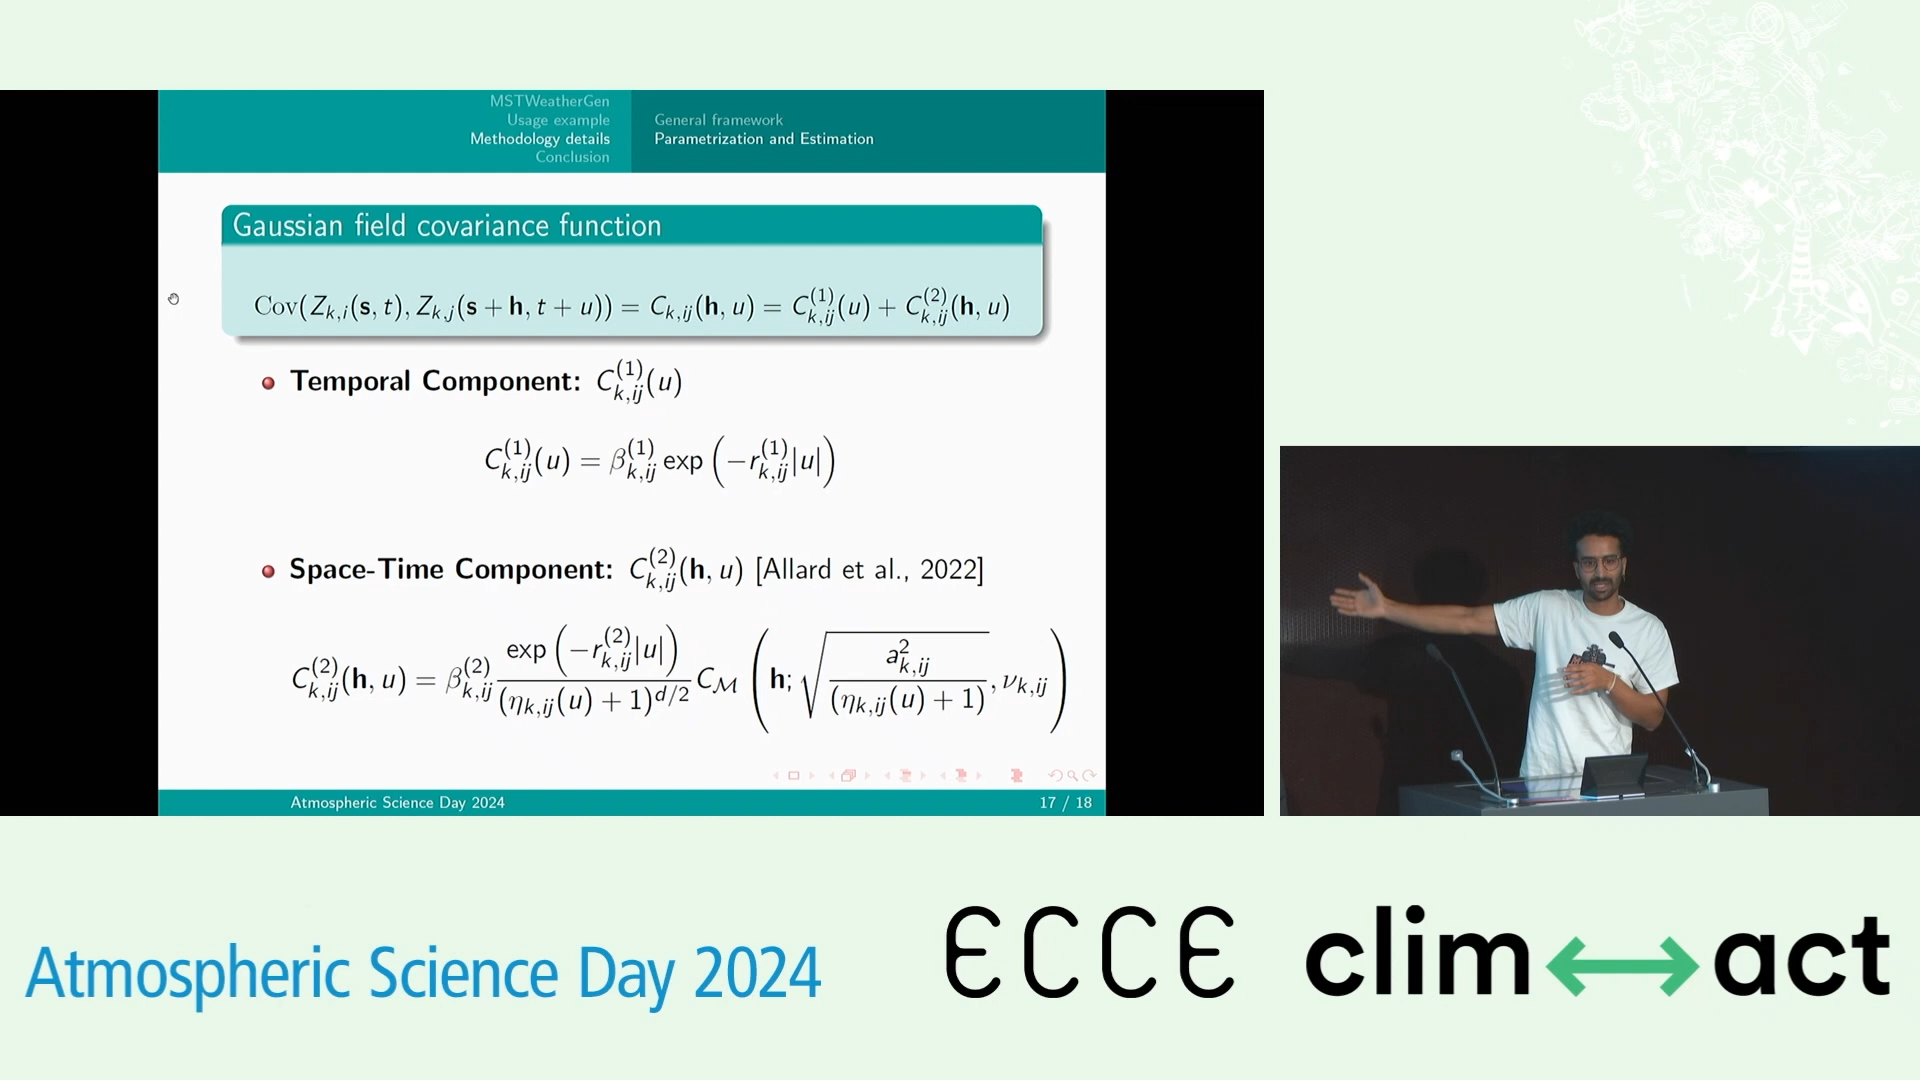 MSTWeatherGen
Usage example
Methodology details
Conclusion
General framework
Parametrization and Estimation
Gaussian field covariance function
Cov(Z_{k,i}(s, t), Z_{k,j}(s + h, t + u)) = C_{k,ij}(h, u) = C^{(1)}_{k,ij}(u) + C^{(2)}_{k,ij}(h, u)
Temporal Component: C^{(1)}_{k,ij}(u)
C^{(1)}_{k,ij}(u) = β^{(1)}_{k,ij} exp (−r^{(1)}_{k,ij}|u|)
Space-Time Component: C^{(2)}_{k,ij}(h, u) [Allard et al., 2022]
C^{(2)}_{k,ij}(h, u) = β^{(2)}_{k,ij} \frac{exp (−r^{(2)}_{k,ij}|u|)}{(η_{k,ij}(u) + 1)^{d/2}} C_ℳ (h; \sqrt{\frac{a^2_{k,ij}}{(η_{k,ij}(u) + 1)}}, ν_{k,ij})
Atmospheric Science Day 2024
17 / 18
Atmospheric Science Day 2024
ECCE
clim act